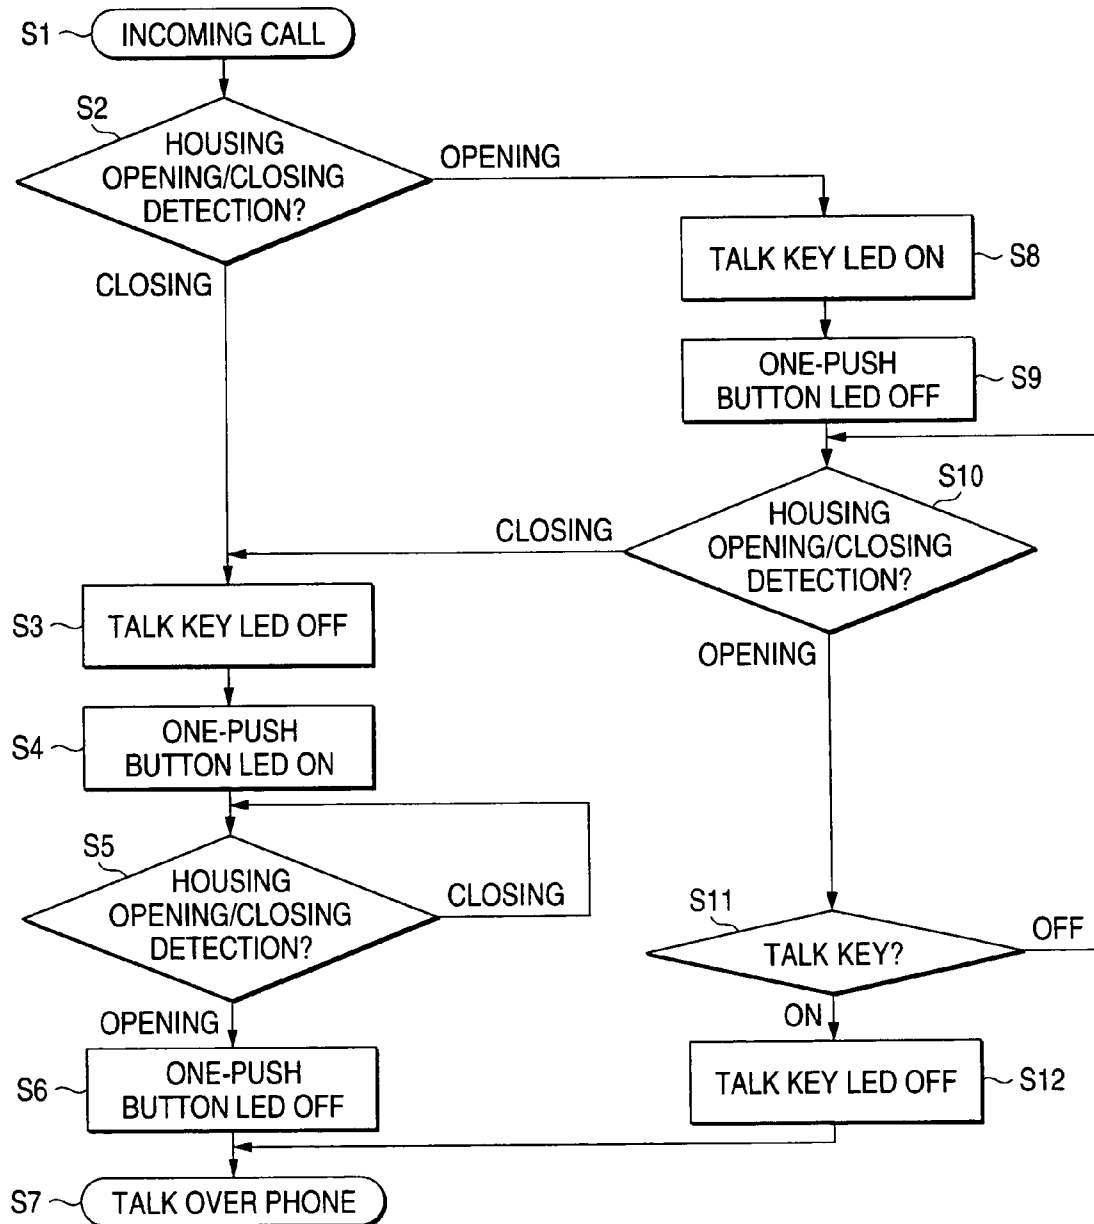 S1
INCOMING CALL
S2
HOUSING
OPENING/CLOSING
DETECTION?
OPENING
CLOSING
TALK KEY LED ON
S8
ONE-PUSH
BUTTON LED OFF
S9
S10
HOUSING
OPENING/CLOSING
DETECTION?
CLOSING
OPENING
S3
TALK KEY LED OFF
S4
ONE-PUSH
BUTTON LED ON
S5
HOUSING
OPENING/CLOSING
DETECTION?
CLOSING
OPENING
S11
TALK KEY?
OFF
ON
S6
ONE-PUSH
BUTTON LED OFF
TALK KEY LED OFF
S12
S7
TALK OVER PHONE